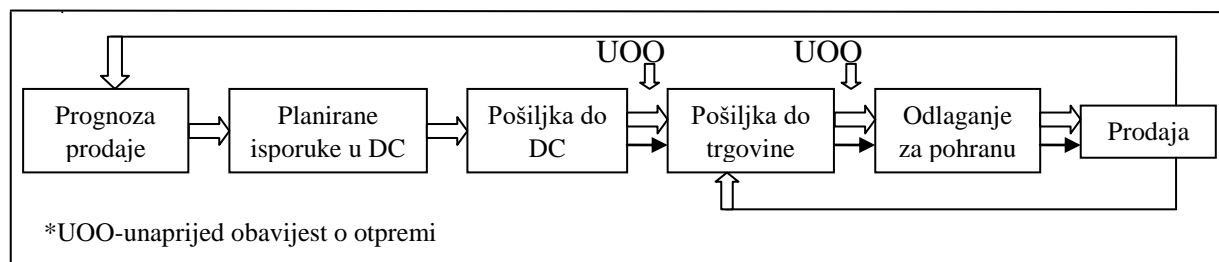 UOO UOO
Prognoza
prodaje
Planirane
isporuke u DC
Pošiljka do
DC
Pošiljka do
trgovine
Odlaganje
za pohranu
Prodaja
*UOO-unaprijed obavijest o otpremi